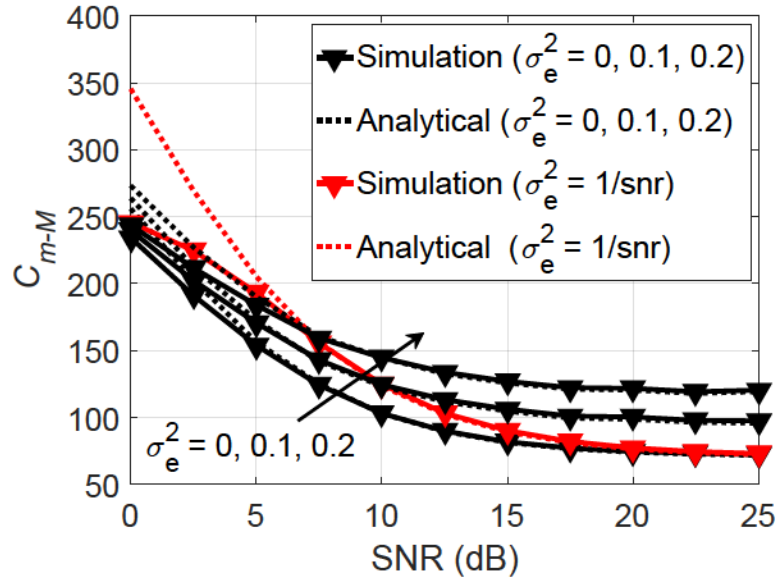 400
350
300
250
200
150
100
50
C_{m-M}
Simulation (σ_e^2 = 0, 0.1, 0.2)
Analytical (σ_e^2 = 0, 0.1, 0.2)
Simulation (σ_e^2 = 1/snr)
Analytical (σ_e^2 = 1/snr)
σ_e^2 = 0, 0.1, 0.2
0 5 10 15 20 25
SNR (dB)